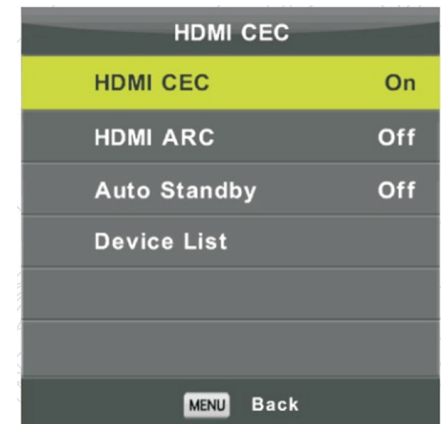 HDMI CEC
HDMI CEC On
HDMI ARC Off
Auto Standby Off
Device List
MENU Back